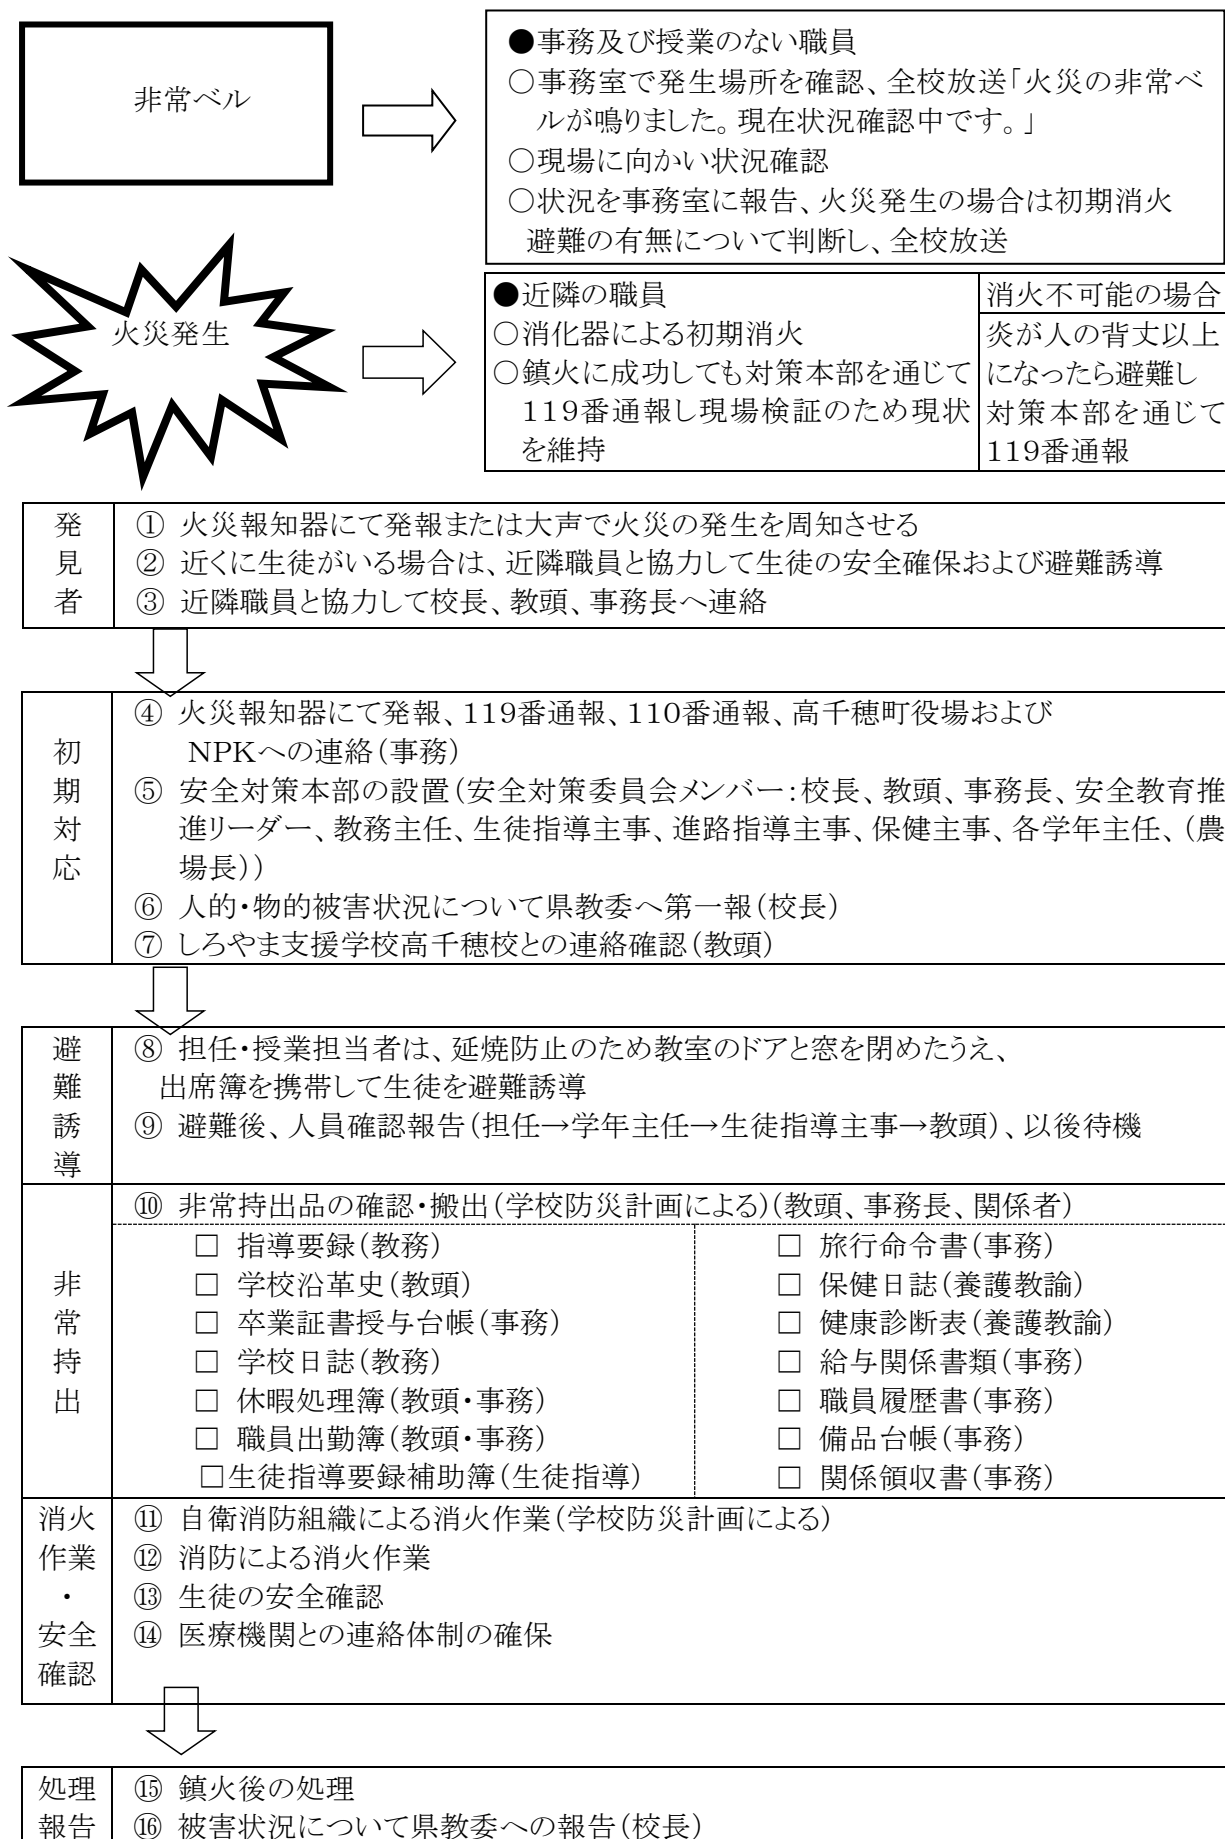 非常ベル
●事務及び授業のない職員
○事務室で発生場所を確認、全校放送「火災の非常ベ
ルが鳴りました。現在状況確認中です。」
○現場に向かい状況確認
○状況を事務室に報告、火災発生の場合は初期消火
避難の有無について判断し、全校放送
火災発生
●近隣の職員
○消化器による初期消火
○鎮火に成功しても対策本部を通じて
119番通報し現場検証のため現状
を維持
消火不可能の場合
炎が人の背丈以上
になったら避難し
対策本部を通じて
119番通報
発見者
① 火災報知器にて発報または大声で火災の発生を周知させる
② 近くに生徒がいる場合は、近隣職員と協力して生徒の安全確保および避難誘導
③ 近隣職員と協力して校長、教頭、事務長へ連絡
初期対応
④ 火災報知器にて発報、119番通報、110番通報、高千穂町役場および
NPKへの連絡(事務)
⑤ 安全対策本部の設置(安全対策委員会メンバー:校長、教頭、事務長、安全教育推
進リーダー、教務主任、生徒指導主事、進路指導主事、保健主事、各学年主任、(農
場長))
⑥ 人的・物的被害状況について県教委へ第一報(校長)
⑦ しろやま支援学校高千穂校との連絡確認(教頭)
避難誘導
⑧ 担任・授業担当者は、延焼防止のため教室のドアと窓を閉めたうえ、
出席簿を携帯して生徒を避難誘導
⑨ 避難後、人員確認報告(担任→学年主任→生徒指導主事→教頭)、以後待機
非常持出
⑩ 非常持出品の確認・搬出(学校防災計画による)(教頭、事務長、関係者)
□ 指導要録(教務)
□ 学校沿革史(教頭)
□ 卒業証書授与台帳(事務)
□ 学校日誌(教務)
□ 休暇処理簿(教頭・事務)
□ 職員出勤簿(教頭・事務)
□生徒指導要録補助簿(生徒指導)
□ 旅行命令書(事務)
□ 保健日誌(養護教諭)
□ 健康診断表(養護教諭)
□ 給与関係書類(事務)
□ 職員履歴書(事務)
□ 備品台帳(事務)
□ 関係領収書(事務)
消火
作業
・
安全
確認
⑪ 自衛消防組織による消火作業(学校防災計画による)
⑫ 消防による消火作業
⑬ 生徒の安全確認
⑭ 医療機関との連絡体制の確保
処理
報告
⑮ 鎮火後の処理
⑯ 被害状況について県教委への報告(校長)